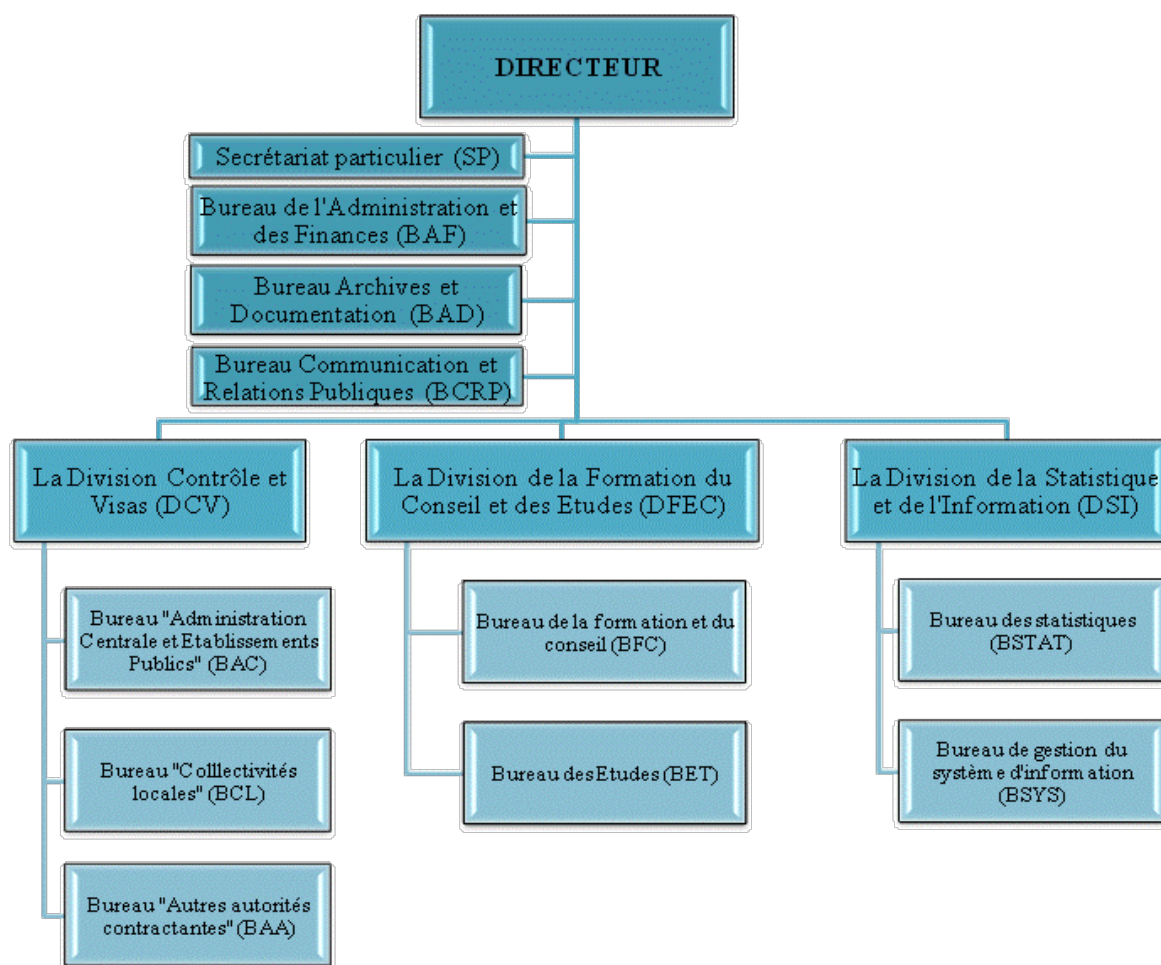 DIRECTEUR
Secrétariat particulier (SP)
Bureau de l'Administration et
des Finances (BAF)
Bureau Archives et
Documentation (BAD)
Bureau Communication et
Relations Publiques (BCRP)
La Division Contrôle et
Visas (DCV)
La Division de la Formation du
Conseil et des Etudes (DFEC)
La Division de la Statistique
et de l'Information (DSI)
Bureau "Administration
Centrale et Etablissements
Publics" (BAC)
Bureau "Colllectivités
locales" (BCL)
Bureau "Autres autorités
contractantes" (BAA)
Bureau de la formation et du
conseil (BFC)
Bureau des Etudes (BET)
Bureau des statistiques
(BSTAT)
Bureau de gestion du
système d'information
(BSYS)